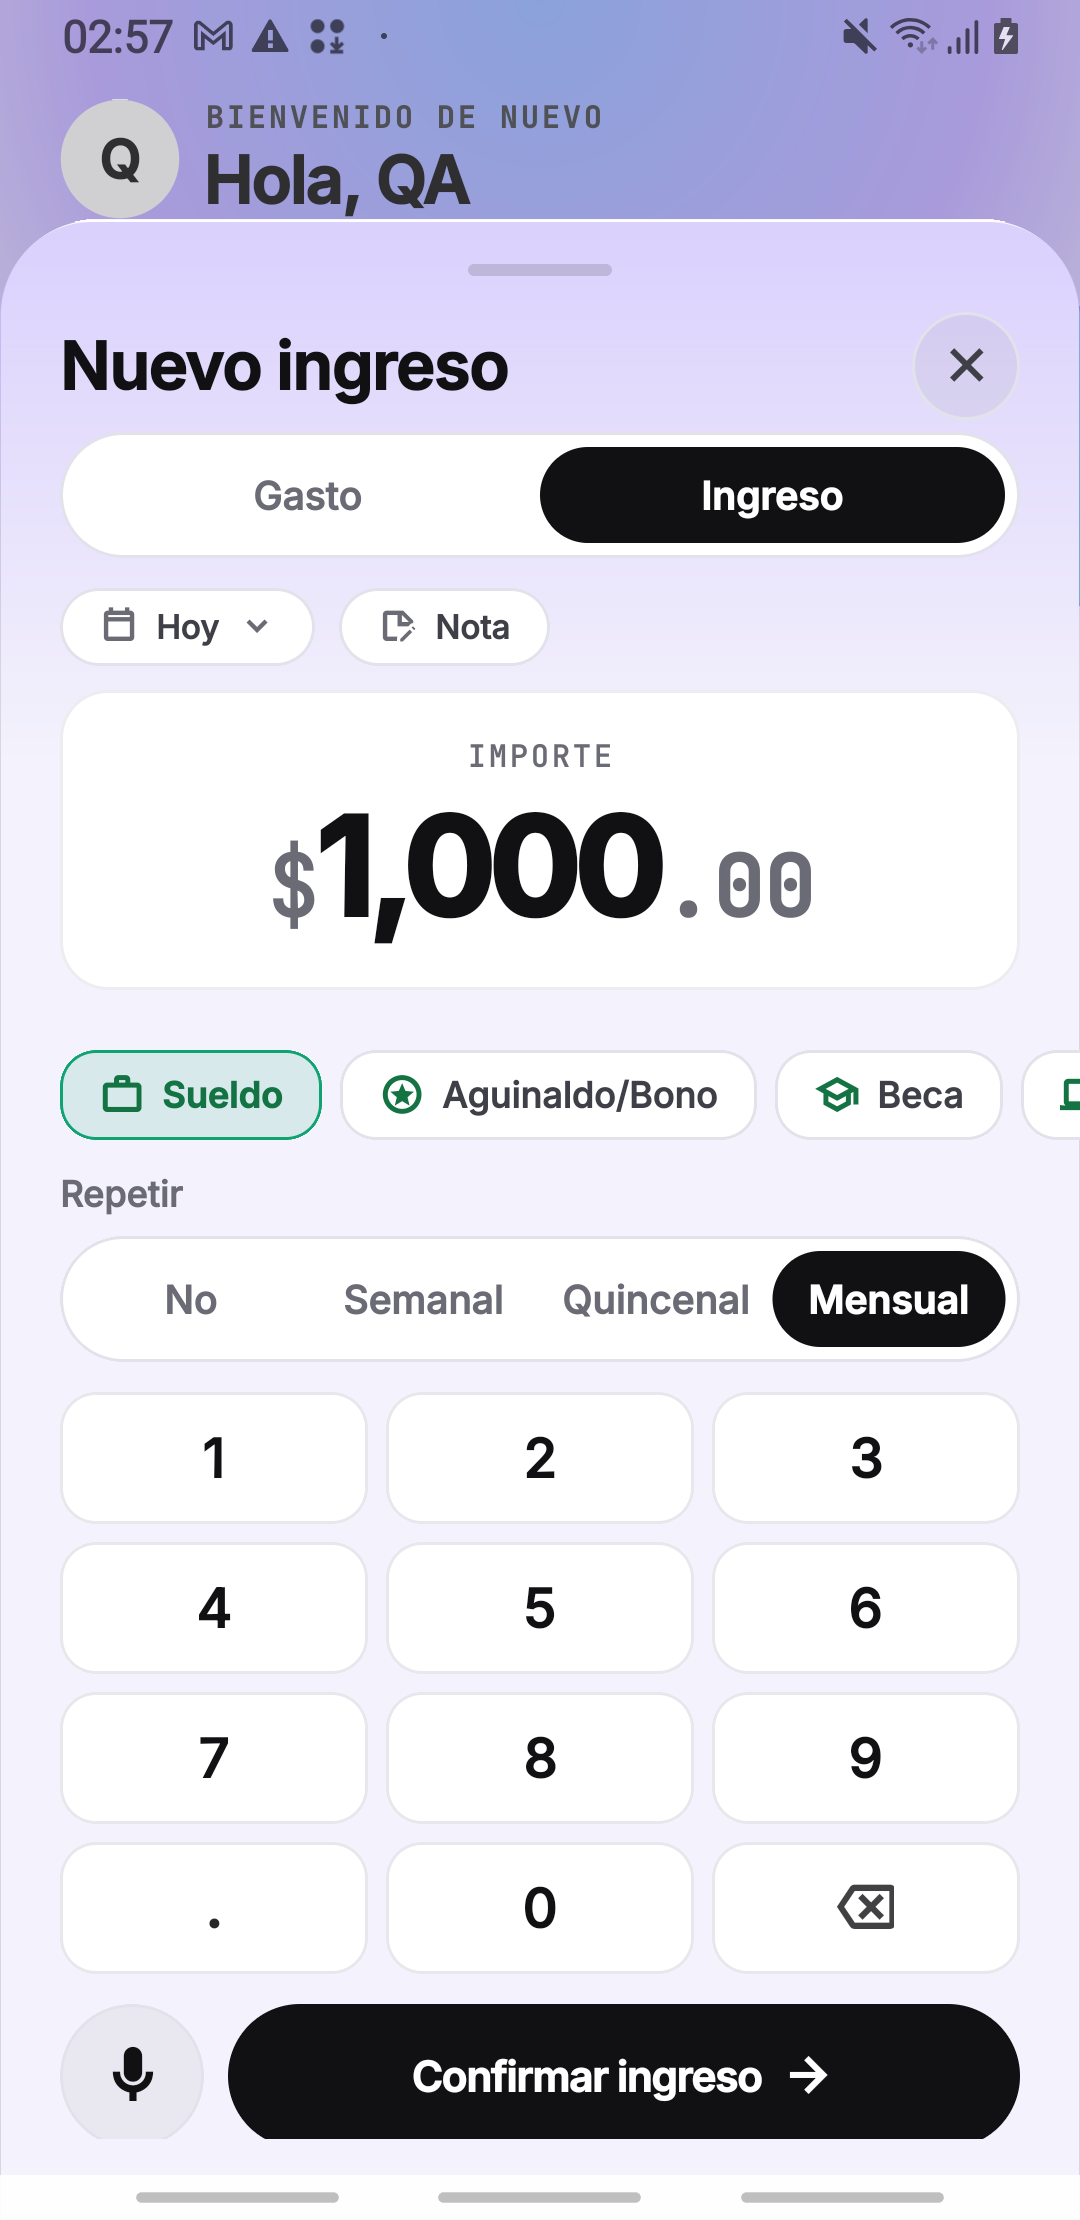 02:57
BIENVENIDO DE NUEVO
Q
Hola, QA
Nuevo ingreso
Gasto
Ingreso
Hoy
Nota
IMPORTE
$1,000.00
Sueldo
Aguinaldo/Bono
Beca
Repetir
No
Semanal
Quincenal
Mensual
1
2
3
4
5
6
7
8
9
.
0
Confirmar ingreso